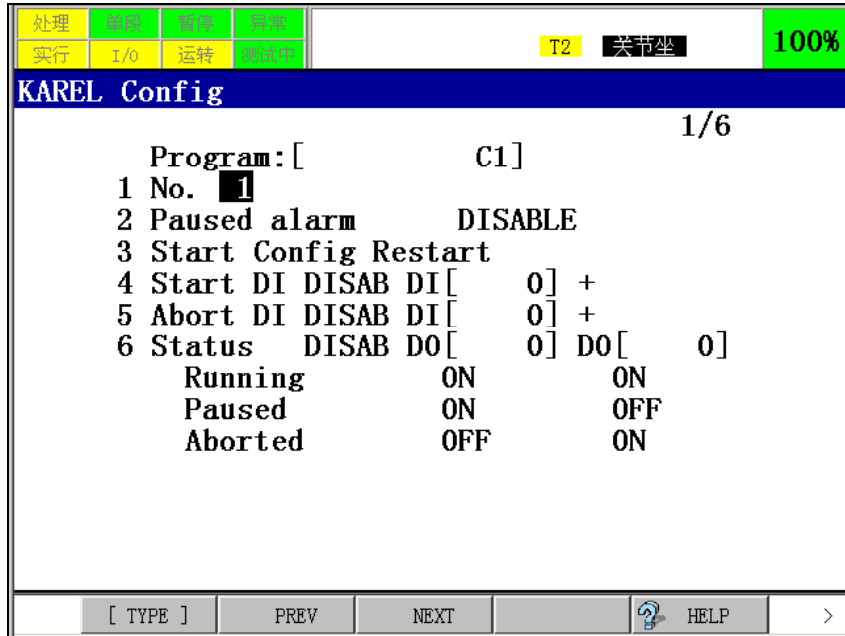 处理 单段 暂停 异常
实行 I/O 运转 测试中
T2 关节坐 100%
KAREL Config
1/6
Program:[ C1]
1 No. 1
2 Paused alarm DISABLE
3 Start Config Restart
4 Start DI DISAB DI[ 0] +
5 Abort DI DISAB DI[ 0] +
6 Status DISAB DO[ 0] DO[ 0]
Running ON ON
Paused ON OFF
Aborted OFF ON
[ TYPE ] PREV NEXT HELP >